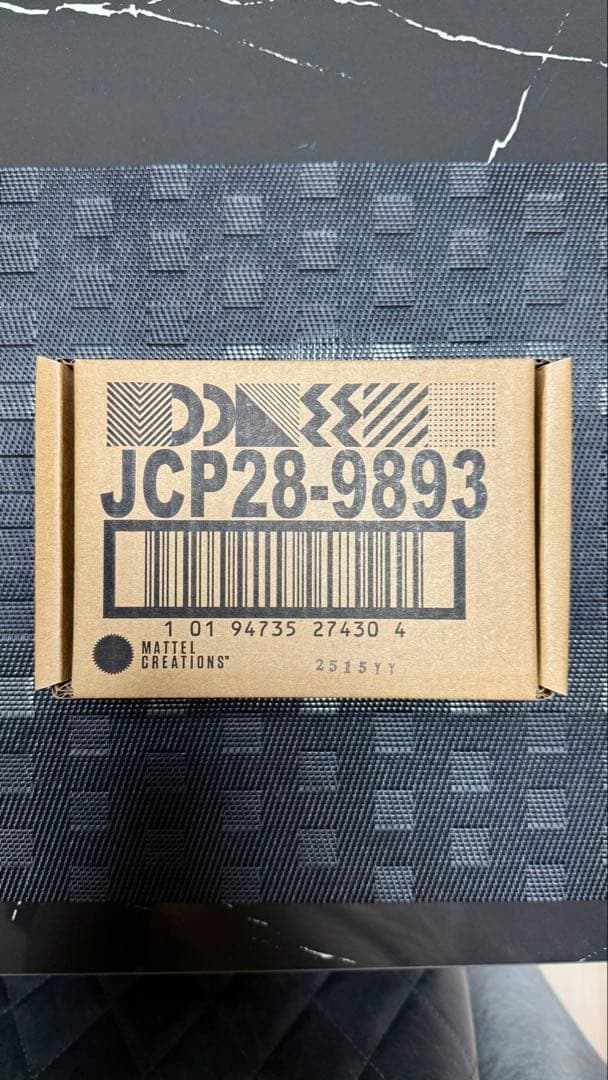 JCP28-9893
1 01 94735 27430 4
MATTEL
CREATIONS™
2515YY